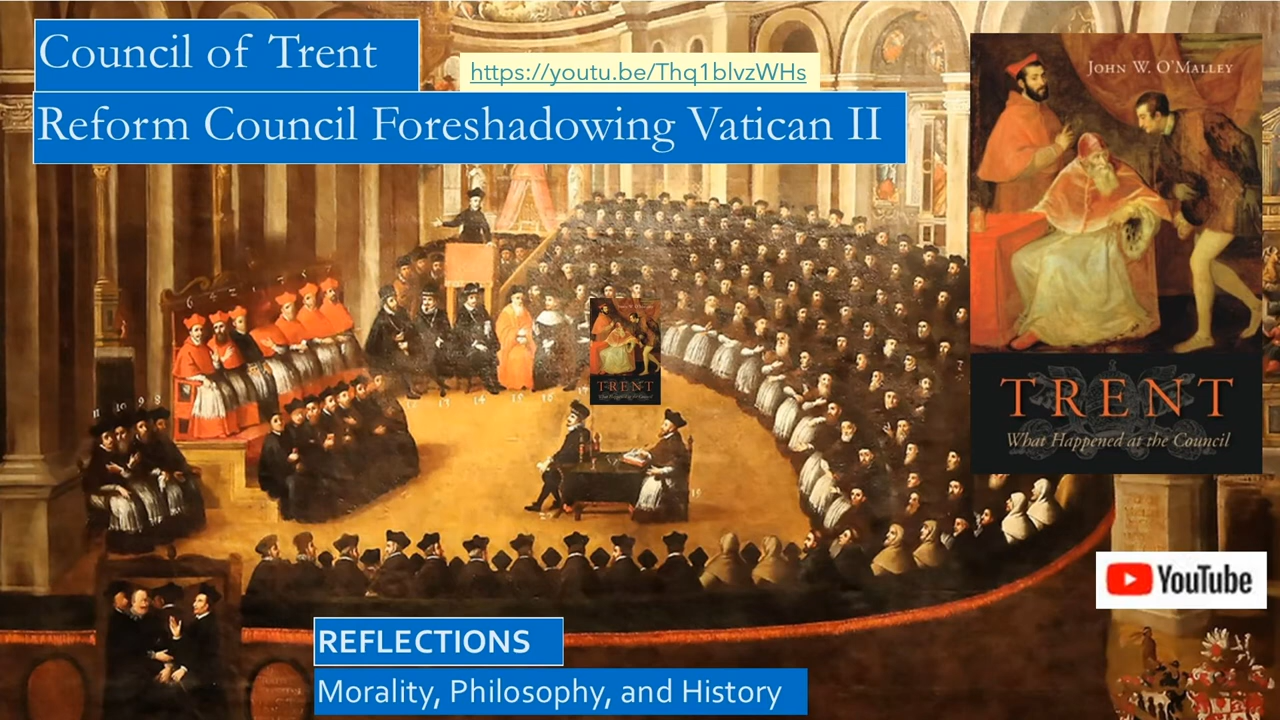 Council of Trent
https://youtu.be/Thq1blvzWHs
Reform Council Foreshadowing Vatican II
JOHN W. O'MALLEY
TRENT
What Happened at the Council
TRENT
YouTube
REFLECTIONS
Morality, Philosophy, and History